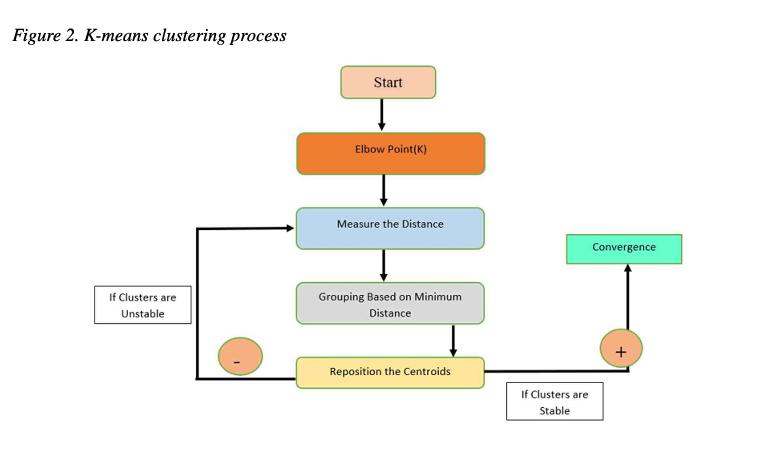 Figure 2. K-means clustering process
Start
Elbow Point(K)
Measure the Distance
Convergence
If Clusters are
Unstable
Grouping Based on Minimum
Distance
-
+
Reposition the Centroids
If Clusters are
Stable